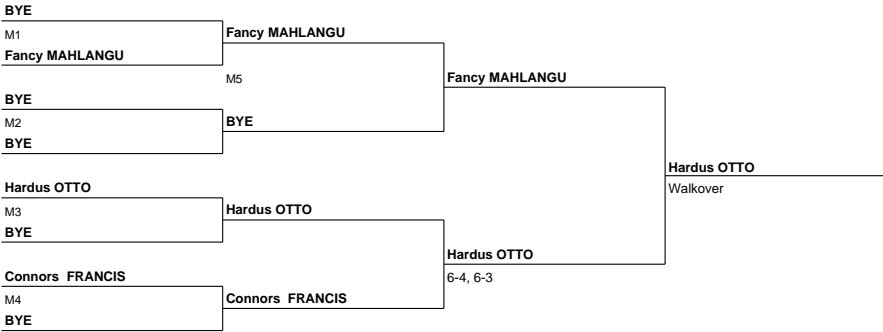 BYE
M1
Fancy MAHLANGU
BYE
M2
BYE
Hardus OTTO
M3
BYE
Connors  FRANCIS
M4
BYE
Fancy MAHLANGU
M5
BYE
Hardus OTTO
Connors  FRANCIS
Fancy MAHLANGU
Hardus OTTO
6-4, 6-3
Hardus OTTO
Walkover